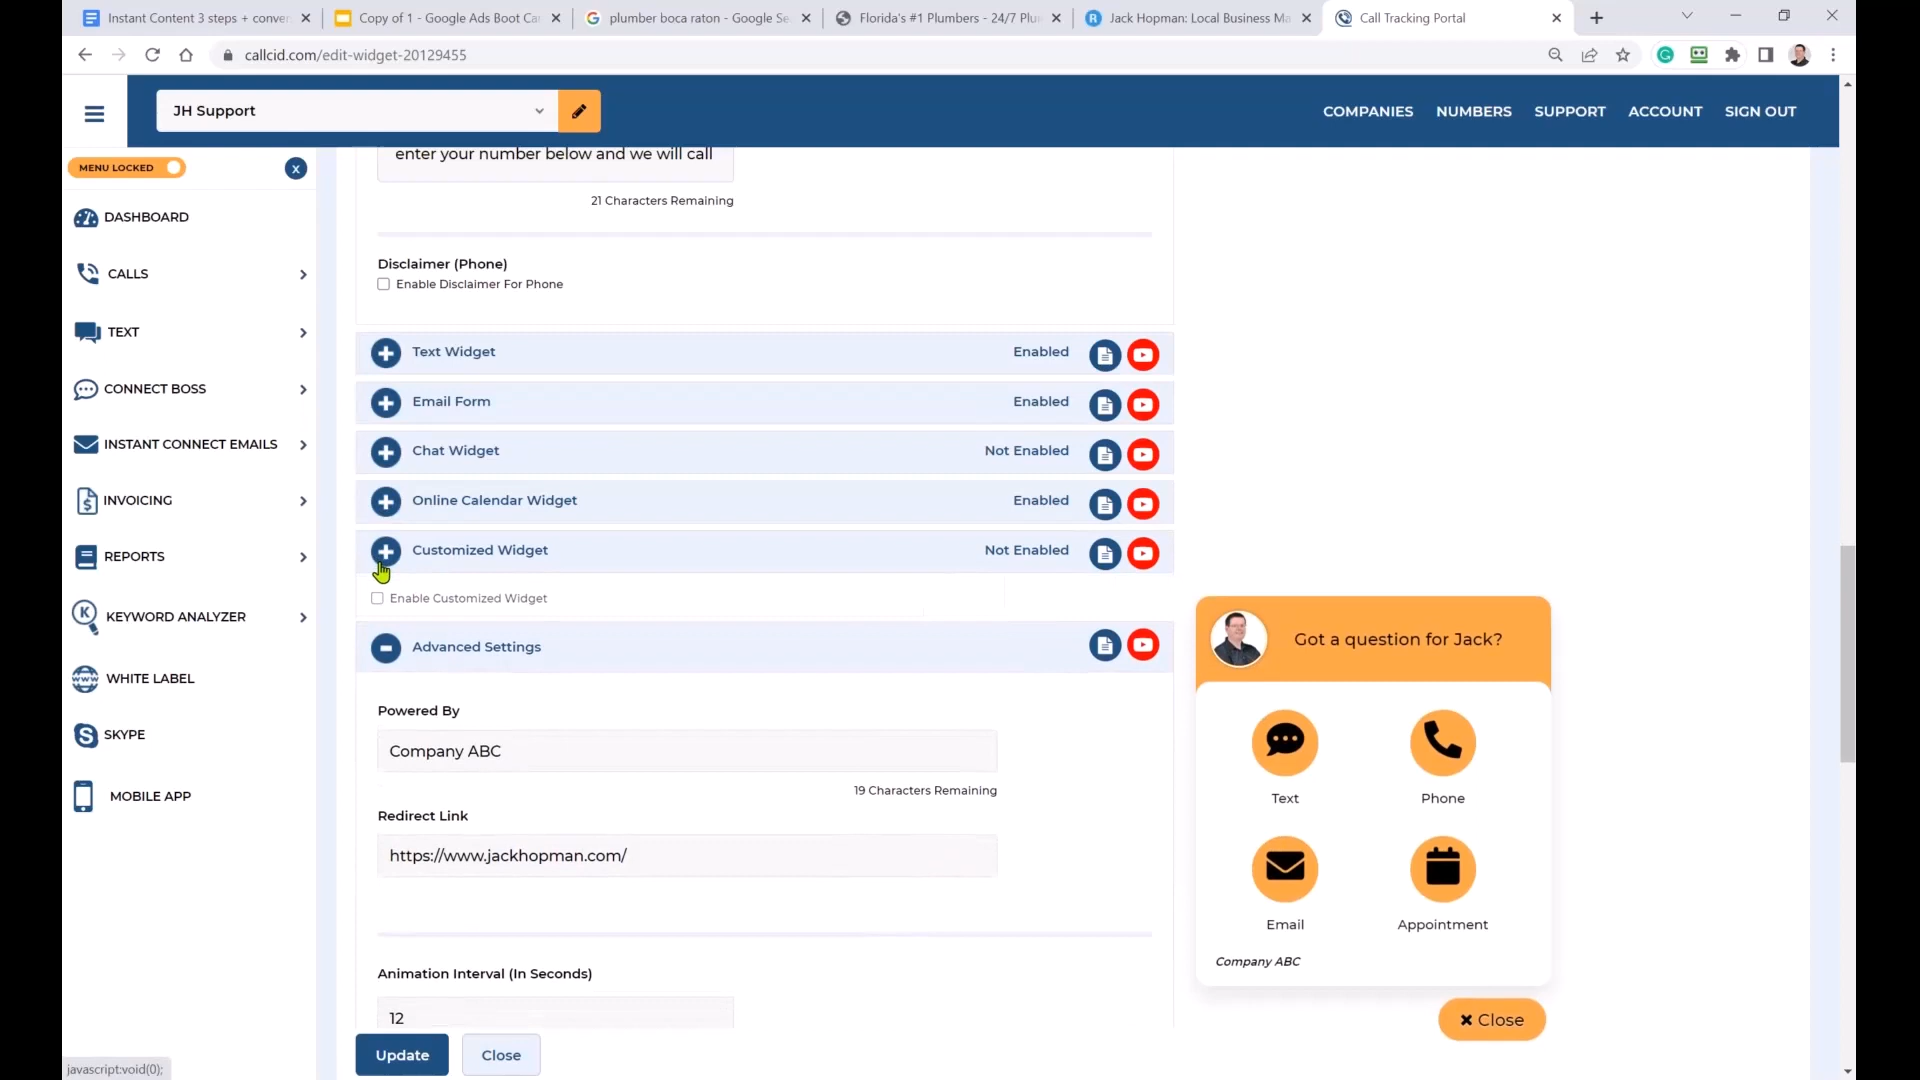 Instant Content 3 steps + conver
Copy of 1 - Google Ads Boot Ca
plumber boca raton - Google Se
Florida's #1 Plumbers - 24/7 Plu
Jack Hopman: Local Business Ma
Call Tracking Portal
callcid.com/edit-widget-20129455
JH Support
COMPANIES
NUMBERS
SUPPORT
ACCOUNT
SIGN OUT
MENU LOCKED
x
DASHBOARD
CALLS
TEXT
CONNECT BOSS
INSTANT CONNECT EMAILS
INVOICING
REPORTS
KEYWORD ANALYZER
WHITE LABEL
SKYPE
MOBILE APP
enter your number below and we will call
21 Characters Remaining
Disclaimer (Phone)
Enable Disclaimer For Phone
Text Widget
Enabled
Email Form
Enabled
Chat Widget
Not Enabled
Online Calendar Widget
Enabled
Customized Widget
Not Enabled
Enable Customized Widget
Advanced Settings
Powered By
Company ABC
19 Characters Remaining
Redirect Link
https://www.jackhopman.com/
Animation Interval (In Seconds)
12
Update
Close
Got a question for Jack?
Text
Phone
Email
Appointment
Company ABC
Close
javascript:void(0);